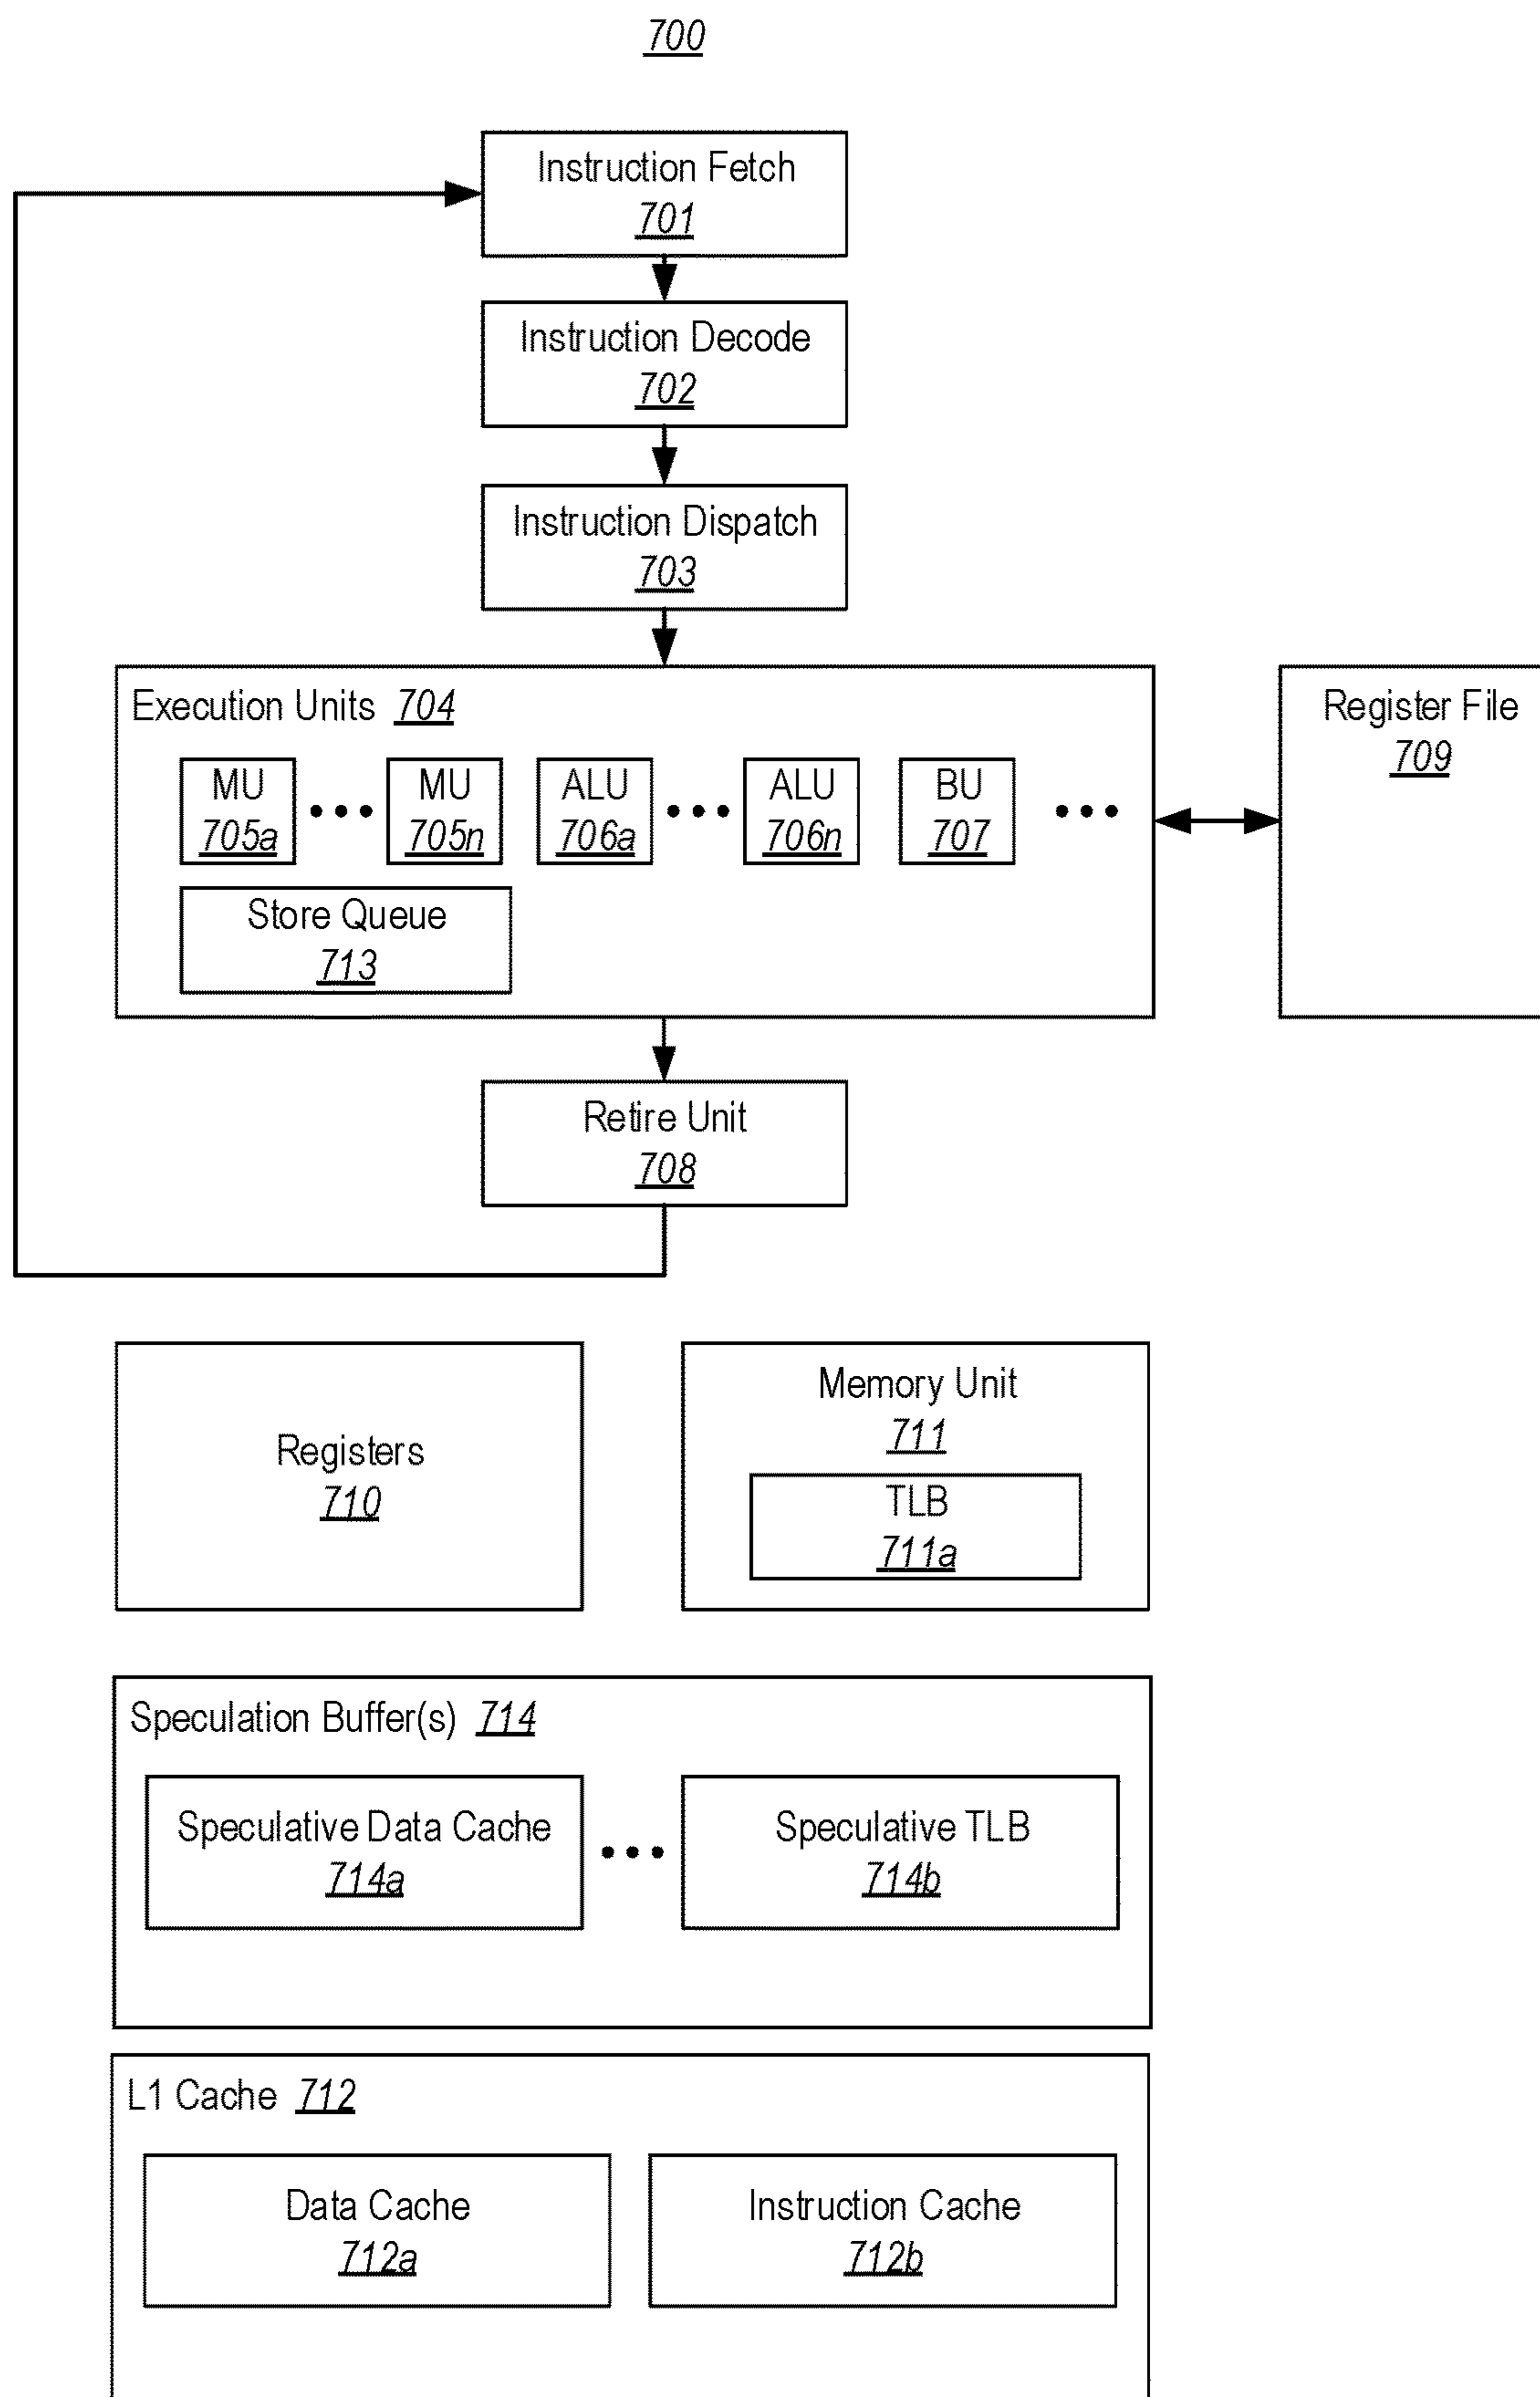 700
Instruction Fetch
701
Instruction Decode
702
Instruction Dispatch
703
Execution Units 704
Register File
709
MU
705a
MU
705n
ALU
706a
ALU
706n
BU
707
Store Queue
713
Retire Unit
708
Registers
710
Memory Unit
711
TLB
711a
Speculation Buffer(s) 714
Speculative Data Cache
714a
Speculative TLB
714b
L1 Cache 712
Data Cache
712a
Instruction Cache
712b